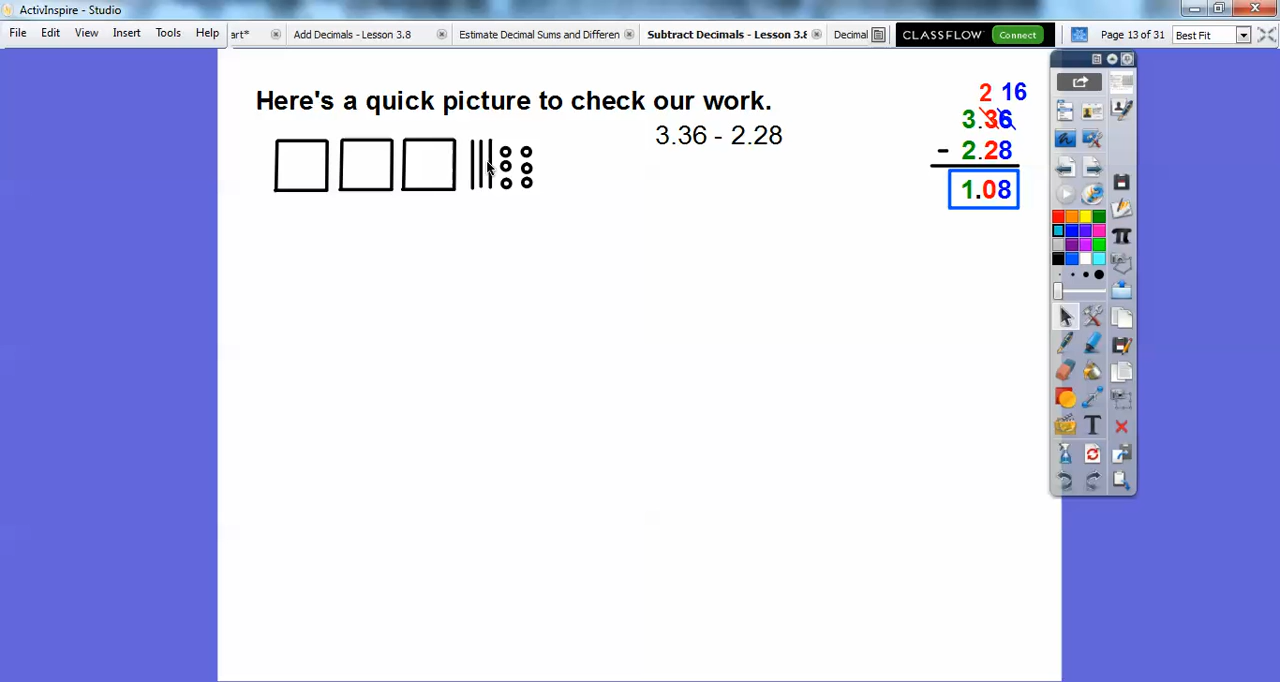 ActivInspire - Studio
File Edit View Insert Tools Help
art* Add Decimals - Lesson 3.8 Estimate Decimal Sums and Differen Subtract Decimals - Lesson 3.8 Decimal
CLASSFLOW Connect
Page 13 of 31 Best Fit
Here's a quick picture to check our work.
3.36 - 2.28
2 16
3.36
- 2.28
1.08